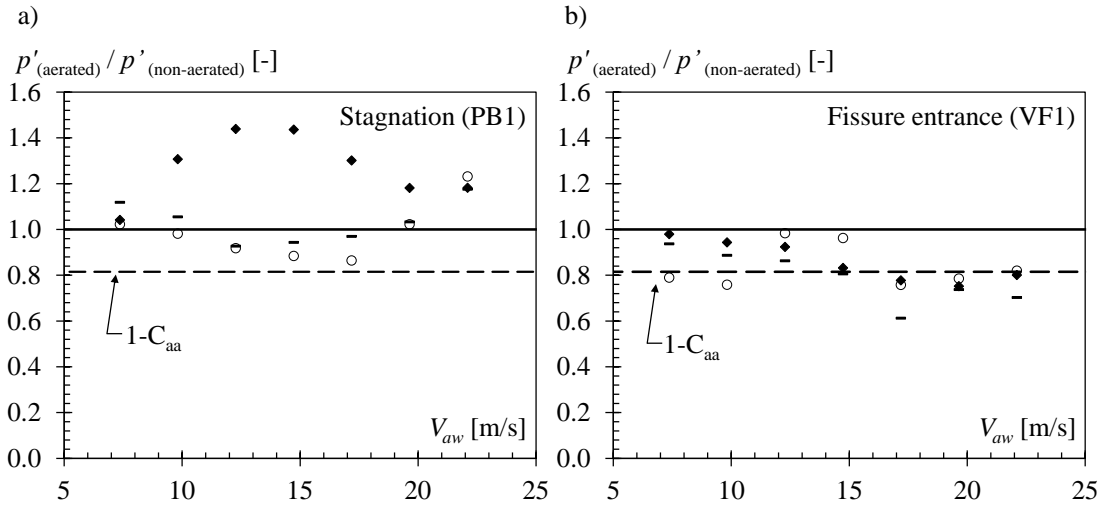 a)
p'(aerated) / p’(non-aerated) [-]
1.6
Stagnation (PB1)
1.4
1.2
1.0
0.8
1-Caa
0.6
0.4
0.2
Vaw [m/s]
0.0
5 10 15 20 25
b)
p'(aerated) / p’(non-aerated) [-]
1.6
Fissure entrance (VF1)
1.4
1.2
1.0
0.8
0.6
1-Caa
0.4
0.2
Vaw [m/s]
0.0
5 10 15 20 25